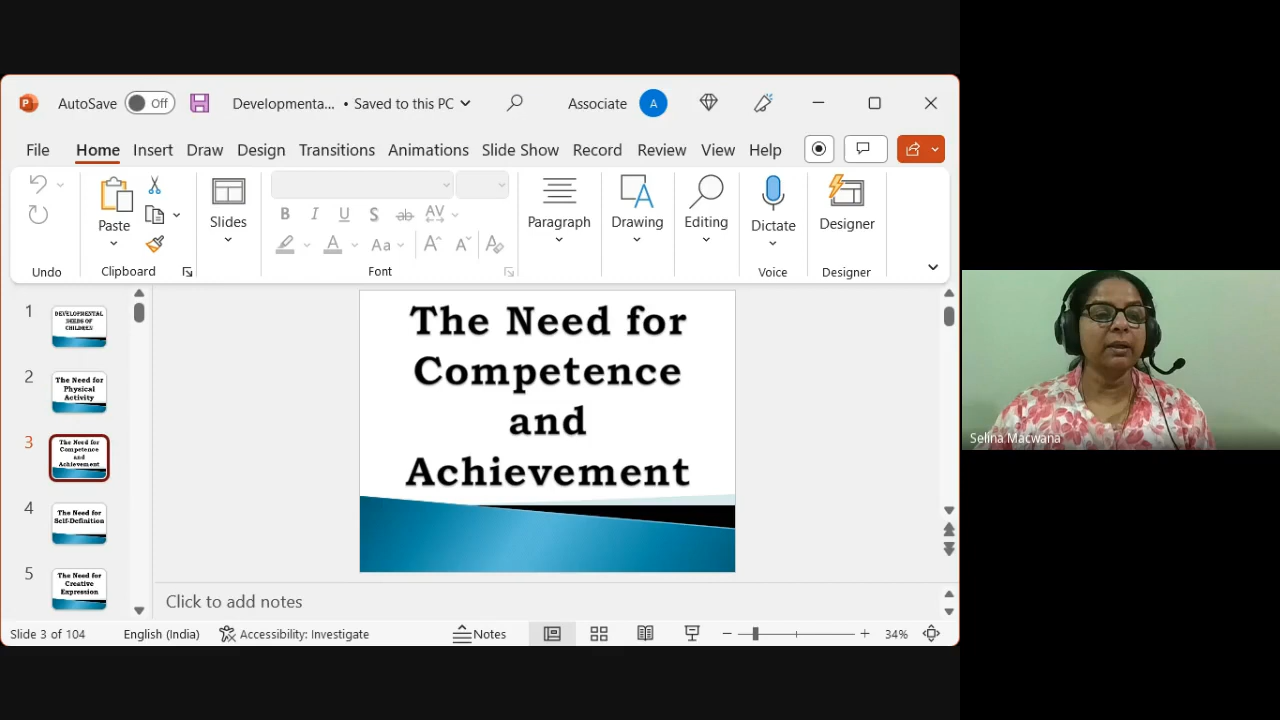 AutoSave Off Developmenta... • Saved to this PC Associate A
File Home Insert Draw Design Transitions Animations Slide Show Record Review View Help
Paste Slides B I U S ab AV Aa A A A Paragraph Drawing Editing Dictate Designer
Undo Clipboard Font Voice Designer
1 DEVELOPMENTAL
NEEDS OF
CHILDREN
2 The Need for
Physical
Activity
3 The Need for
Competence
and
Achievement
4 The Need for
Self-Definition
5 The Need for
Creative
Expression
The Need for
Competence
and
Achievement
Selina Macwana
Click to add notes
Slide 3 of 104 English (India) Accessibility: Investigate Notes 34%